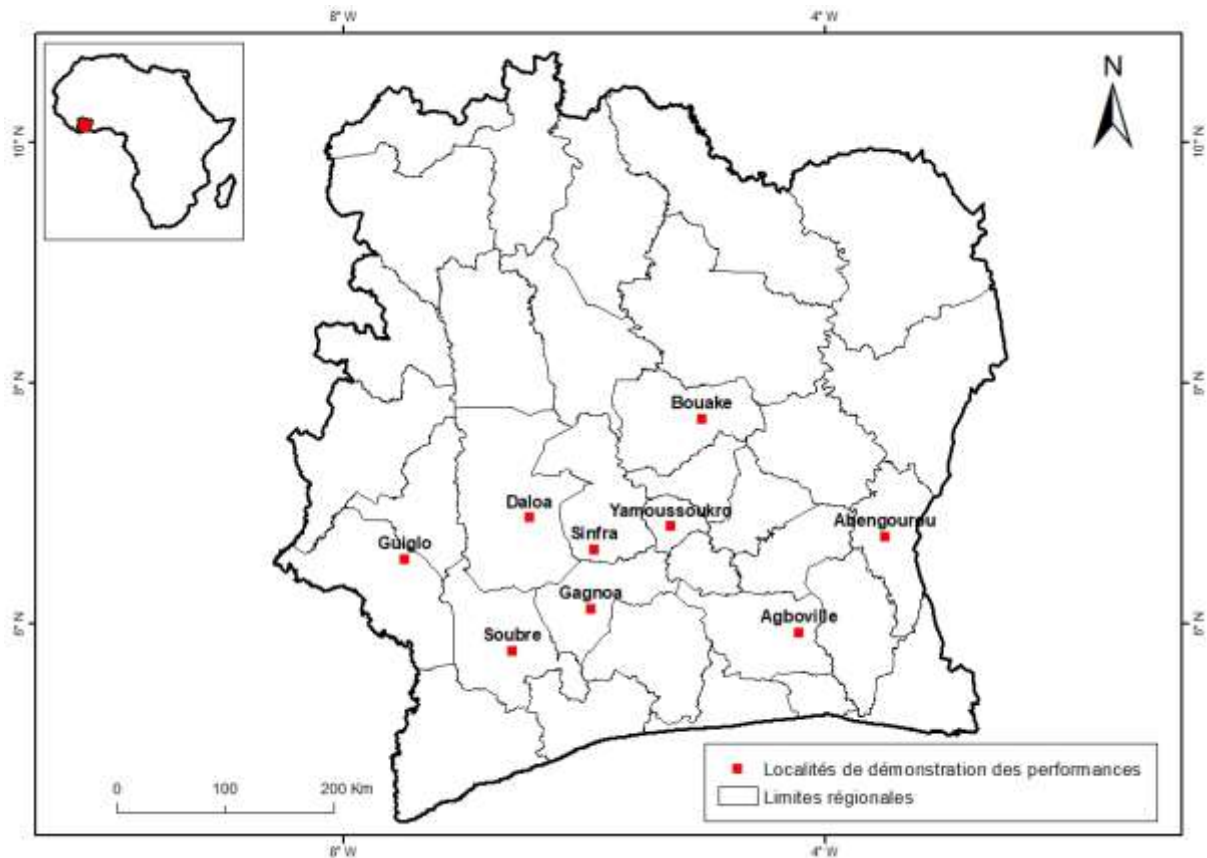 8° W 4° W
N
10° N 10° N
8° N 8° N
Bouake
Daloa
Yamoussoukro
Abengourou
Sinfra
Guiglo
Gagnoa
Agboville
6° N 6° N
Soubre
Localités de démonstration des performances
Limites régionales
0 100 200 Km
8° W 4° W